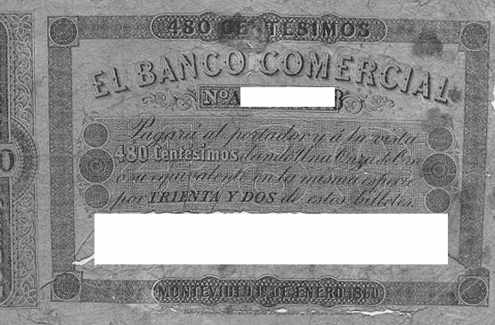 480 CENTESIMOS
EL BANCO COMERCIAL
Nº A
Pagará al portador y á la vista
480 Centesimos dando Una Onza de Oro
ó su equivalente en la misma especie
por TRIENTA Y DOS de estos billetes.
MONTEVIDEO 1º DE ENERO 1860
0